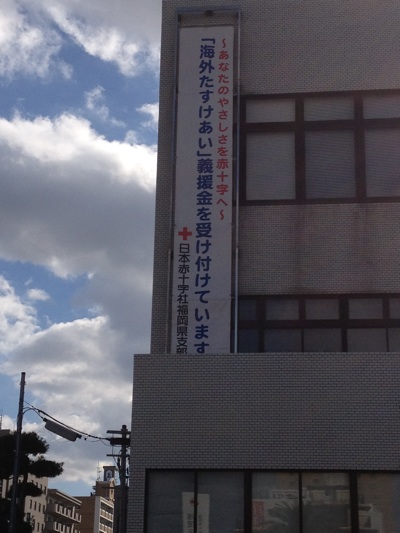 ～あなたのやさしさを赤十字へ～
「海外たすけあい」義援金を受け付けています
日本赤十字社福岡県支部